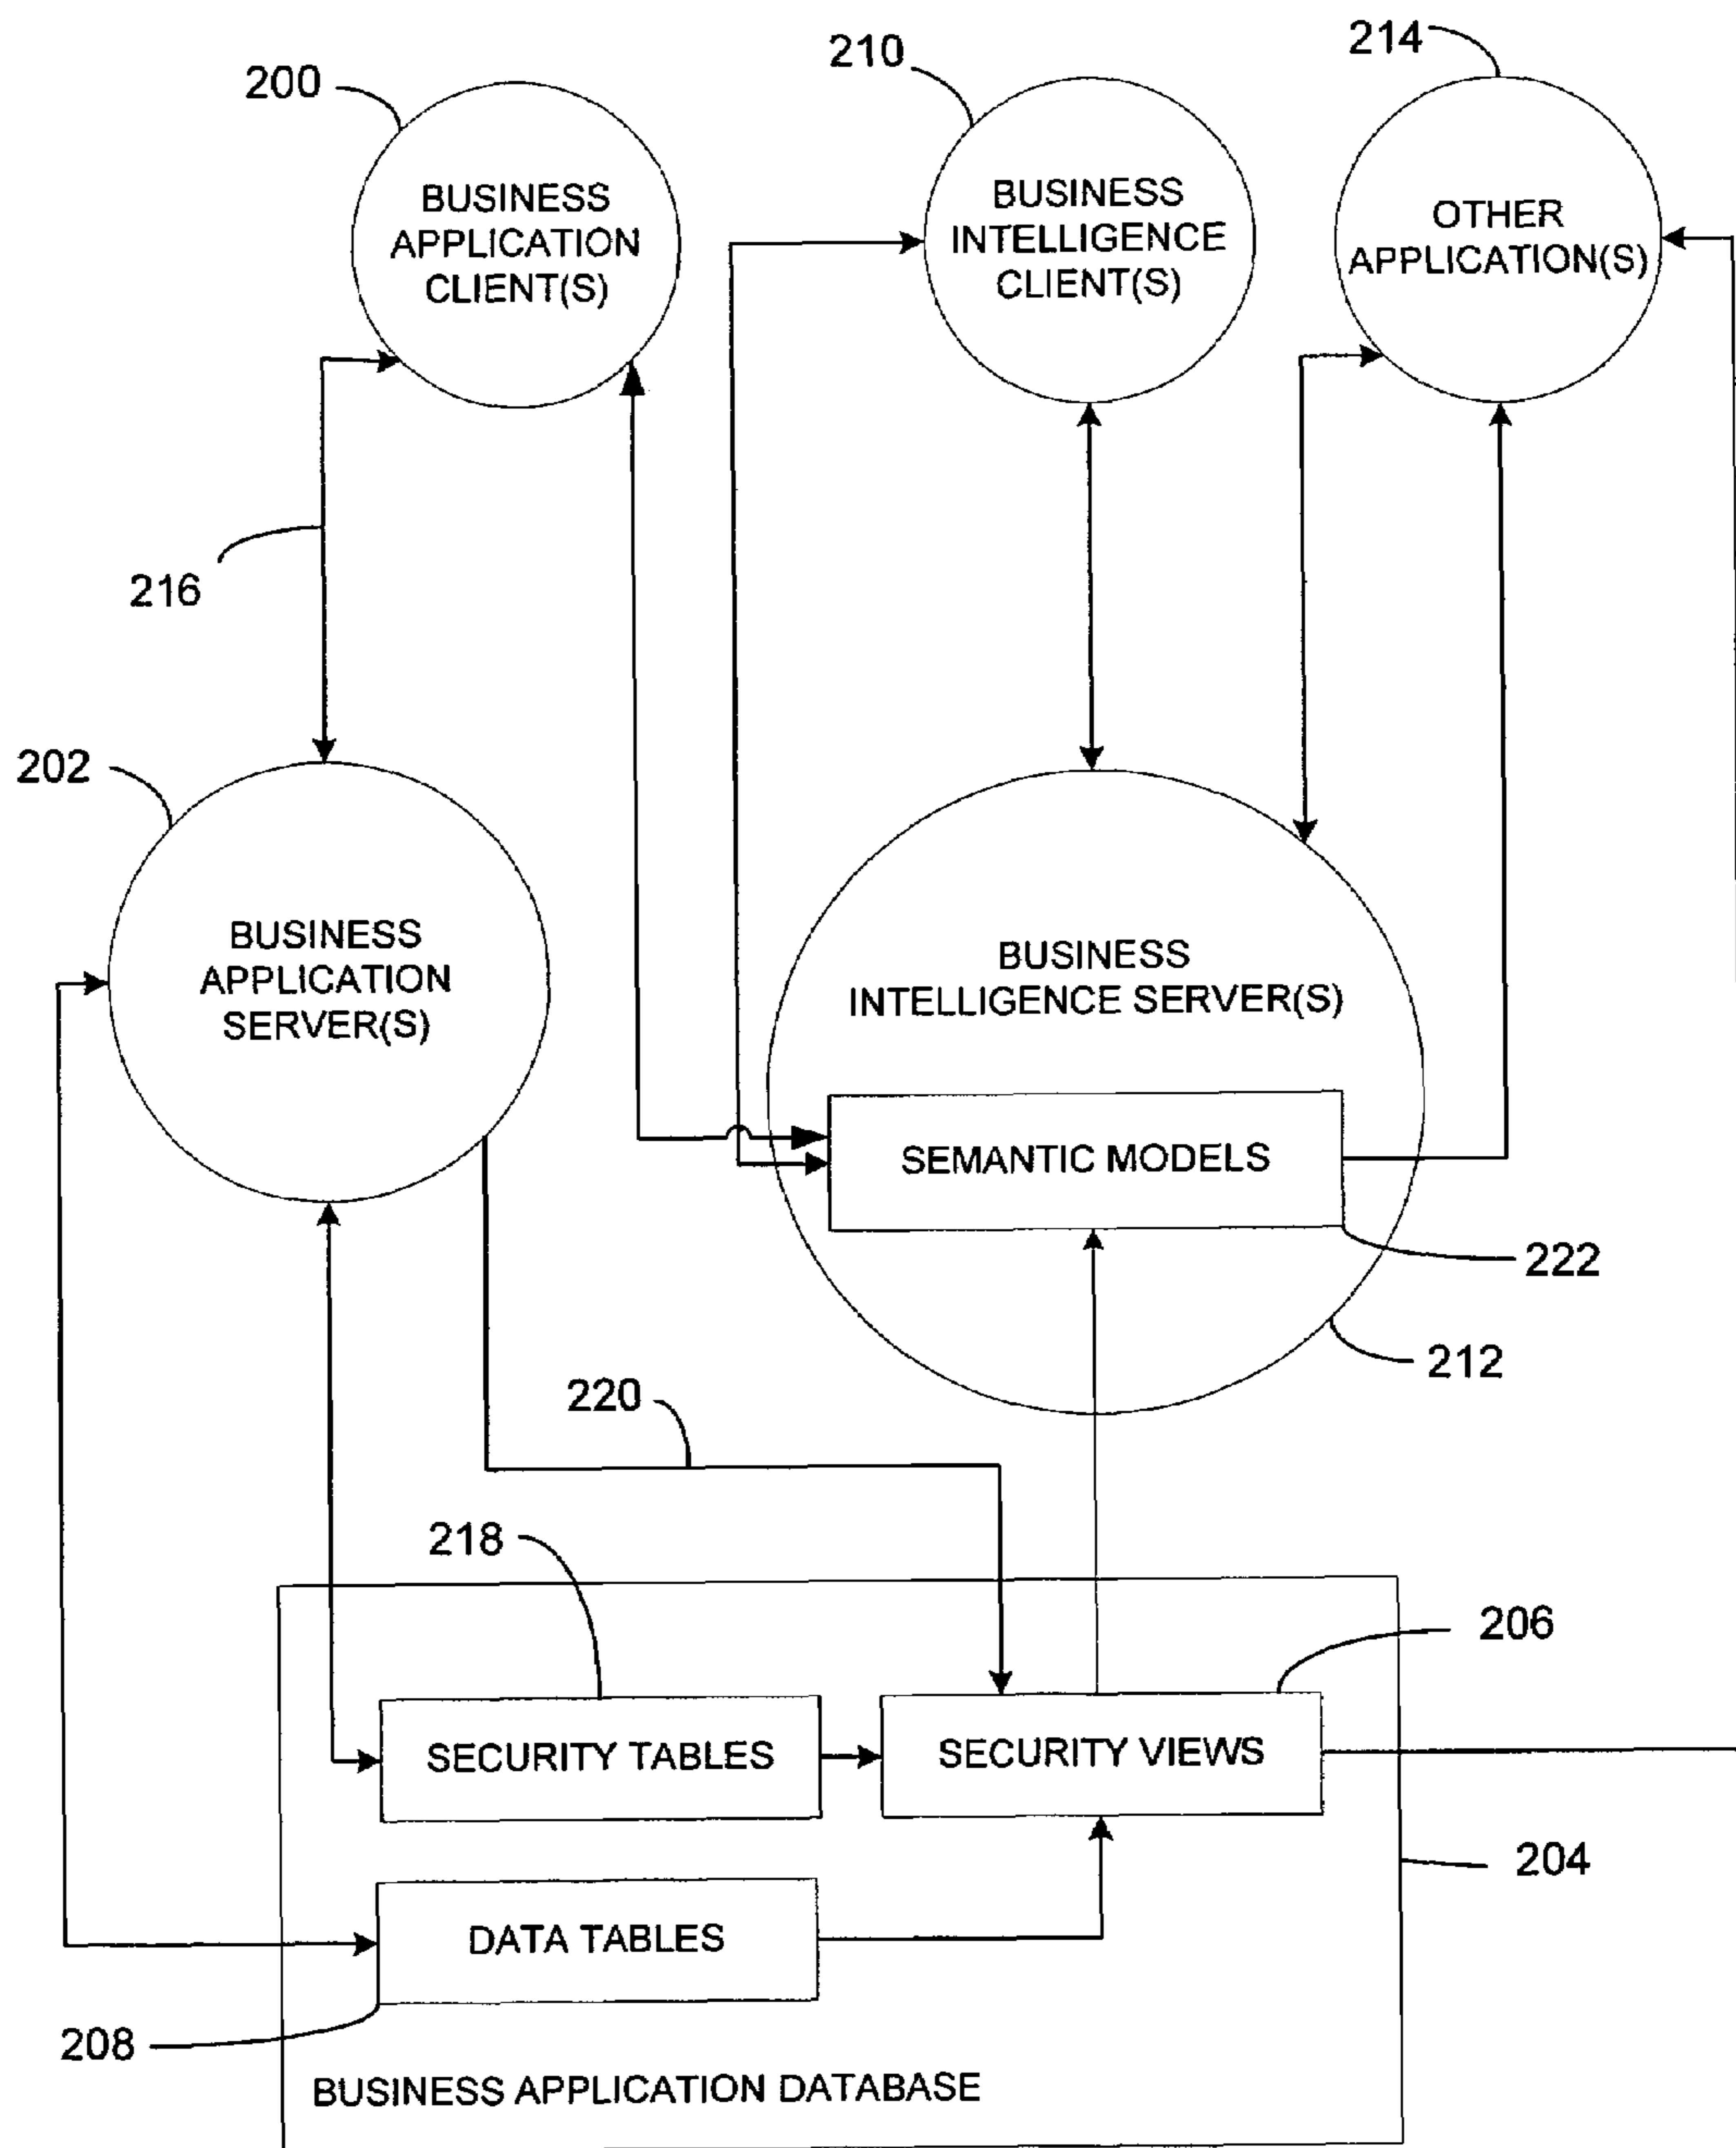 214
210
200
BUSINESS
APPLICATION
CLIENT(S)
BUSINESS
INTELLIGENCE
CLIENT(S)
OTHER
APPLICATION(S)
216
202
BUSINESS
APPLICATION
SERVER(S)
BUSINESS
INTELLIGENCE SERVER(S)
SEMANTIC MODELS
222
212
220
218
206
SECURITY TABLES
SECURITY VIEWS
204
DATA TABLES
208
BUSINESS APPLICATION DATABASE